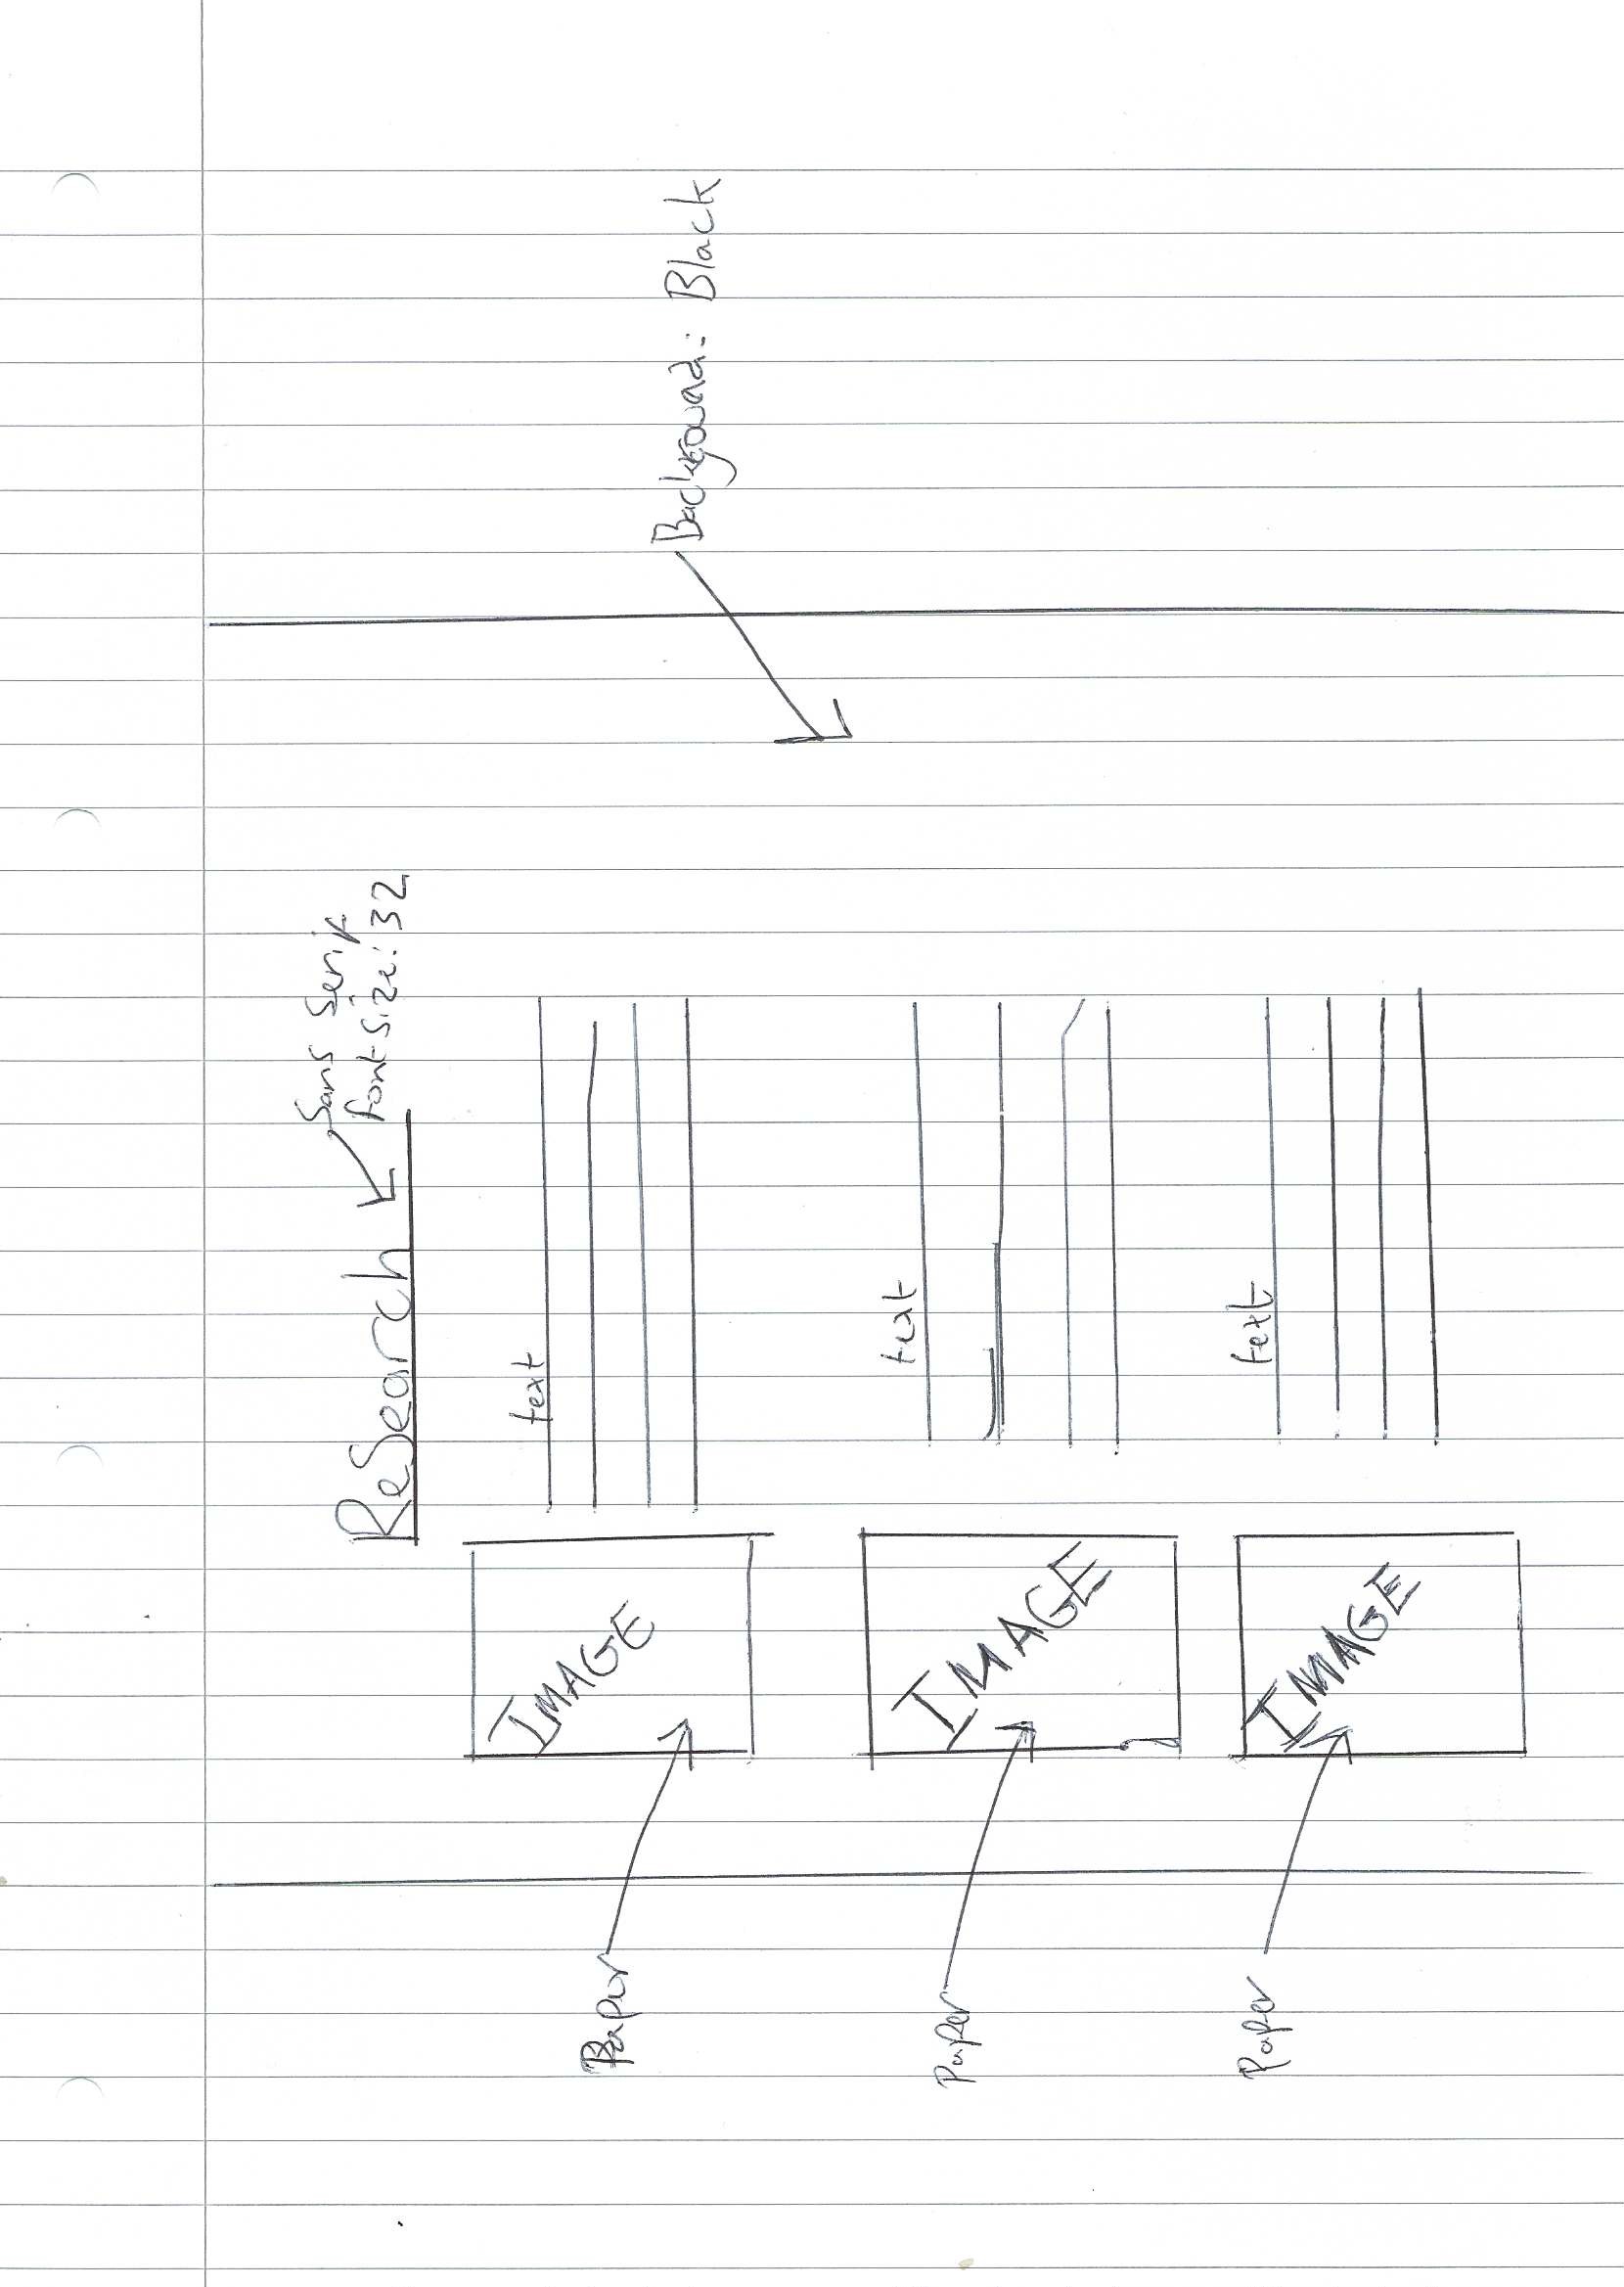 ReSearch
Sans Serif
font size: 32
text
IMAGE
Paper
Background: Black
text
IMAGE
Paper
text
IMAGE
Paper